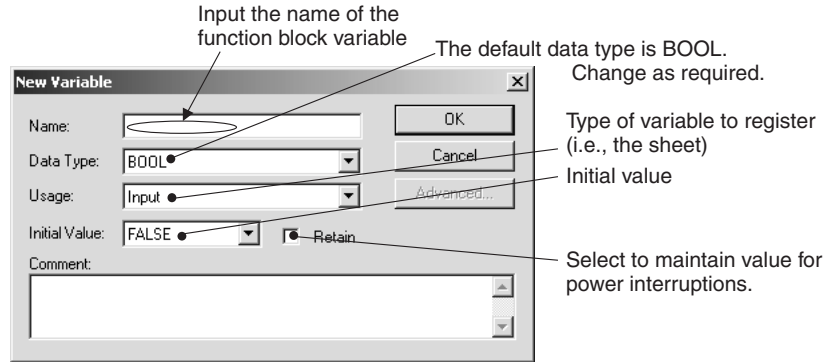 Input the name of the
function block variable
The default data type is BOOL.
Change as required.
New Variable
Name:
OK
Type of variable to register
(i.e., the sheet)
Data Type:
BOOL
Cancel
Initial value
Usage:
Input
Advanced...
Initial Value:
FALSE
Retain
Comment:
Select to maintain value for
power interruptions.